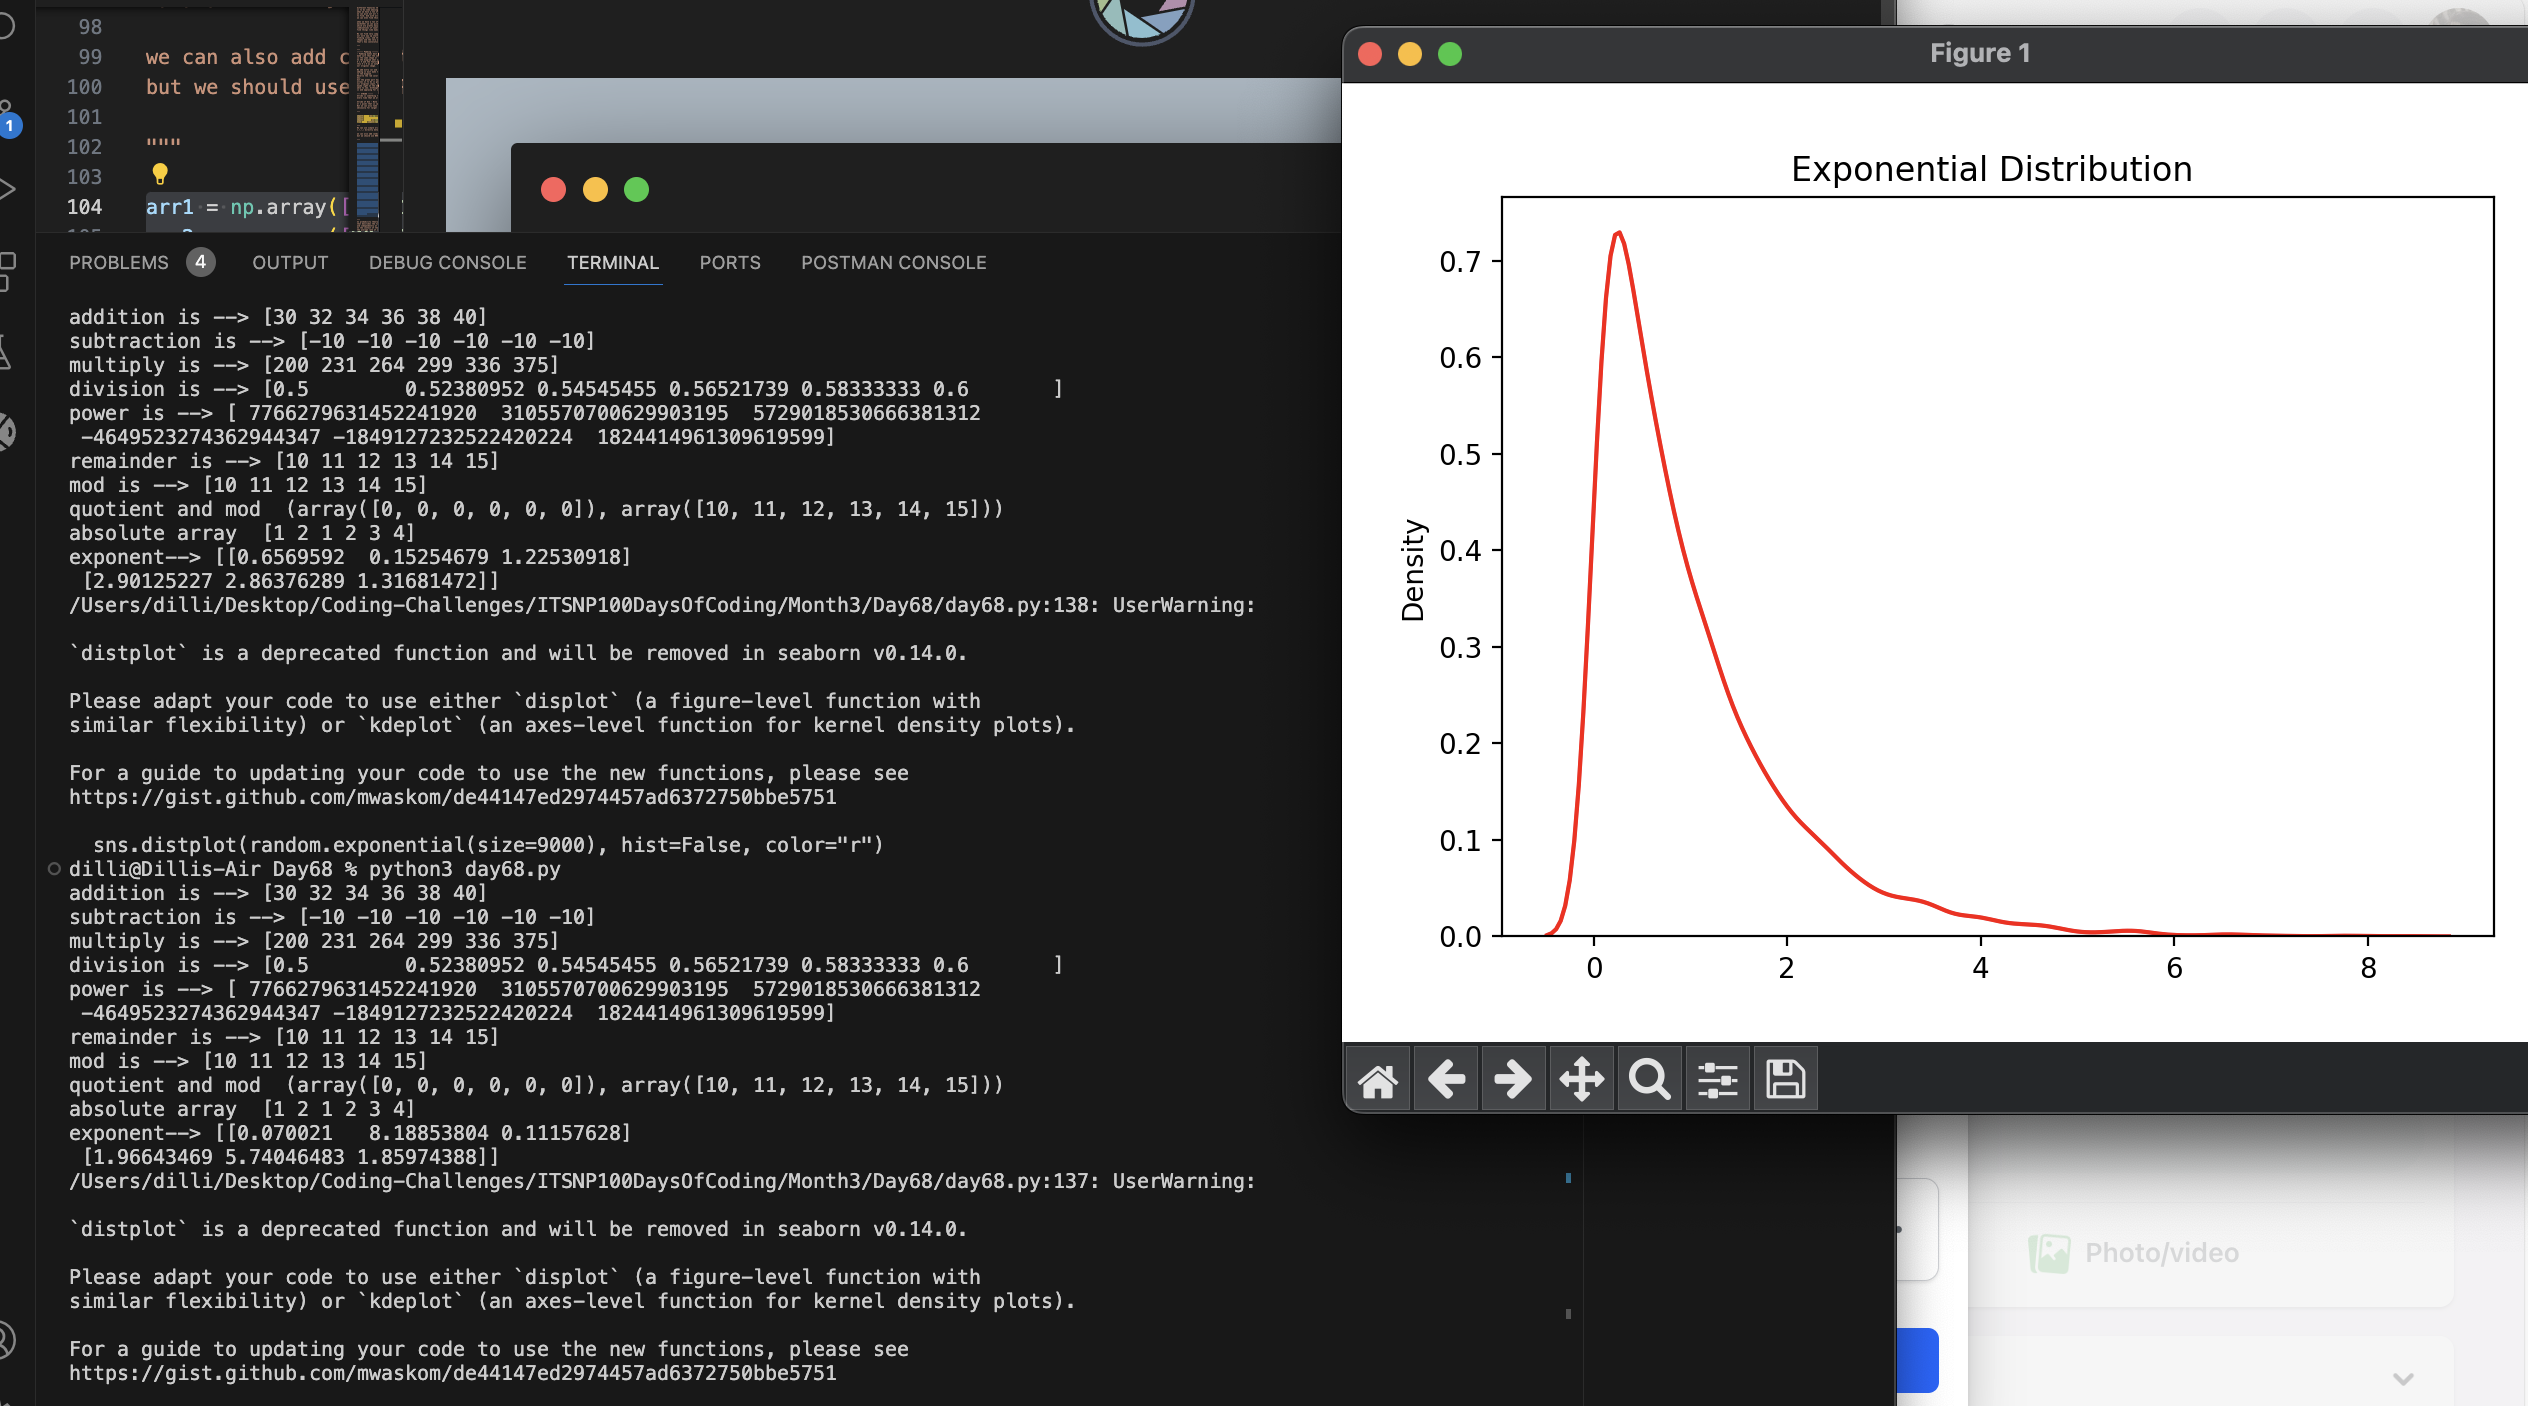 98
99 we can also add c
100 but we should use
101
102 """
103
104 arr1 = np.array([
PROBLEMS 4 OUTPUT DEBUG CONSOLE TERMINAL PORTS POSTMAN CONSOLE
addition is --> [30 32 34 36 38 40]
subtraction is --> [-10 -10 -10 -10 -10 -10]
multiply is --> [200 231 264 299 336 375]
division is --> [0.5        0.52380952 0.54545455 0.56521739 0.58333333 0.6       ]
power is --> [ 7766279631452241920  3105570700629903195  5729018530666381312
 -4649523274362944347 -1849127232522420224  1824414961309619599]
remainder is --> [10 11 12 13 14 15]
mod is --> [10 11 12 13 14 15]
quotient and mod  (array([0, 0, 0, 0, 0, 0]), array([10, 11, 12, 13, 14, 15]))
absolute array  [1 2 1 2 3 4]
exponent--> [[0.6569592  0.15254679 1.22530918]
 [2.90125227 2.86376289 1.31681472]]
/Users/dilli/Desktop/Coding-Challenges/ITSNP100DaysOfCoding/Month3/Day68/day68.py:138: UserWarning:
`distplot` is a deprecated function and will be removed in seaborn v0.14.0.
Please adapt your code to use either `displot` (a figure-level function with
similar flexibility) or `kdeplot` (an axes-level function for kernel density plots).
For a guide to updating your code to use the new functions, please see
https://gist.github.com/mwaskom/de44147ed2974457ad6372750bbe5751
  sns.distplot(random.exponential(size=9000), hist=False, color="r")
dilli@Dillis-Air Day68 % python3 day68.py
addition is --> [30 32 34 36 38 40]
subtraction is --> [-10 -10 -10 -10 -10 -10]
multiply is --> [200 231 264 299 336 375]
division is --> [0.5        0.52380952 0.54545455 0.56521739 0.58333333 0.6       ]
power is --> [ 7766279631452241920  3105570700629903195  5729018530666381312
 -4649523274362944347 -1849127232522420224  1824414961309619599]
remainder is --> [10 11 12 13 14 15]
mod is --> [10 11 12 13 14 15]
quotient and mod  (array([0, 0, 0, 0, 0, 0]), array([10, 11, 12, 13, 14, 15]))
absolute array  [1 2 1 2 3 4]
exponent--> [[0.070021   8.18853804 0.11157628]
 [1.96643469 5.74046483 1.85974388]]
/Users/dilli/Desktop/Coding-Challenges/ITSNP100DaysOfCoding/Month3/Day68/day68.py:137: UserWarning:
`distplot` is a deprecated function and will be removed in seaborn v0.14.0.
Please adapt your code to use either `displot` (a figure-level function with
similar flexibility) or `kdeplot` (an axes-level function for kernel density plots).
For a guide to updating your code to use the new functions, please see
https://gist.github.com/mwaskom/de44147ed2974457ad6372750bbe5751
1
Figure 1
Exponential Distribution
0.7
0.6
0.5
0.4
0.3
0.2
0.1
0.0
Density
0 2 4 6 8
Photo/video